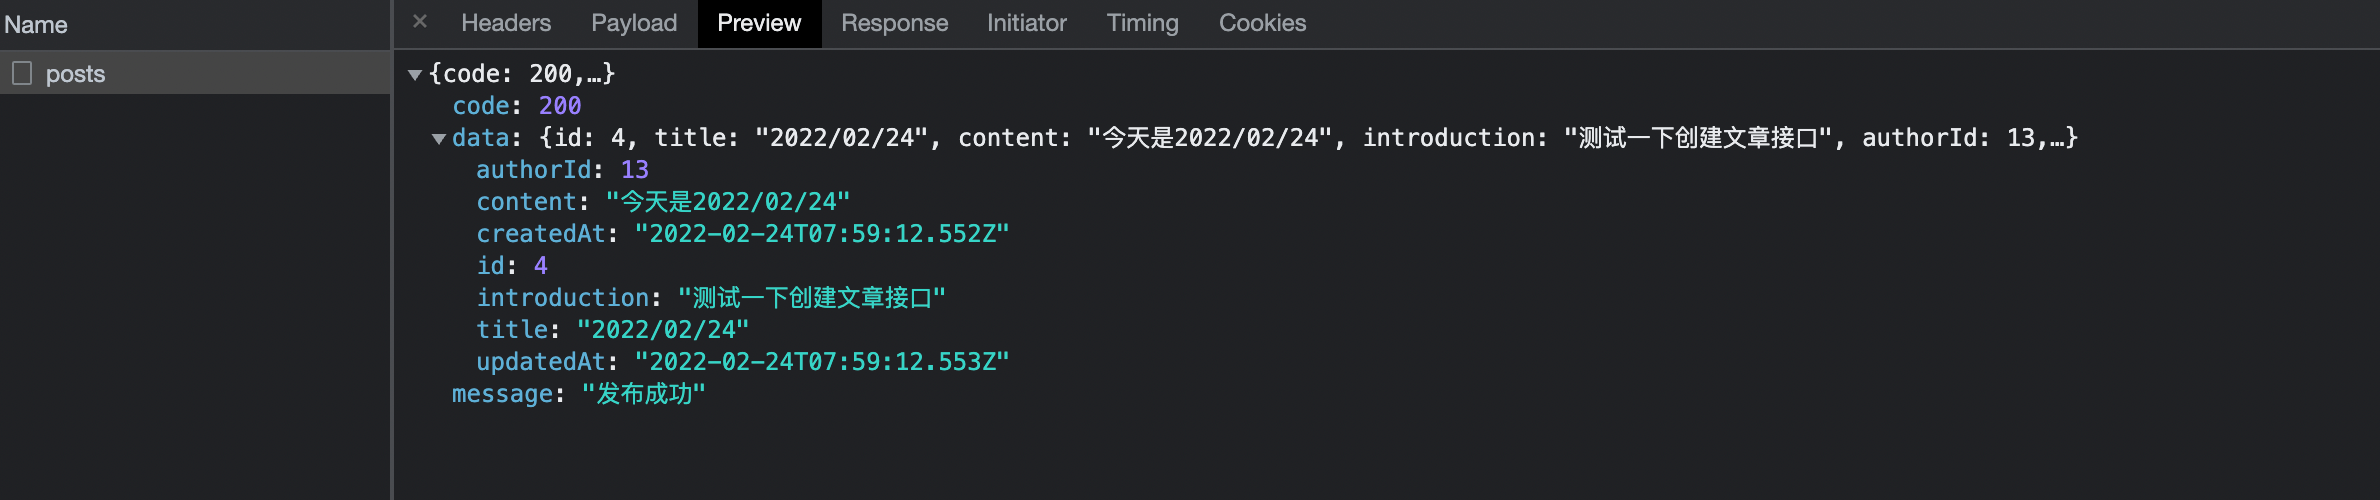 Name
× Headers Payload Preview Response Initiator Timing Cookies
posts
▼{code: 200,…}
code: 200
▼data: {id: 4, title: "2022/02/24", content: "今天是2022/02/24", introduction: "测试一下创建文章接口", authorId: 13,…}
authorId: 13
content: "今天是2022/02/24"
createdAt: "2022-02-24T07:59:12.552Z"
id: 4
introduction: "测试一下创建文章接口"
title: "2022/02/24"
updatedAt: "2022-02-24T07:59:12.553Z"
message: "发布成功"